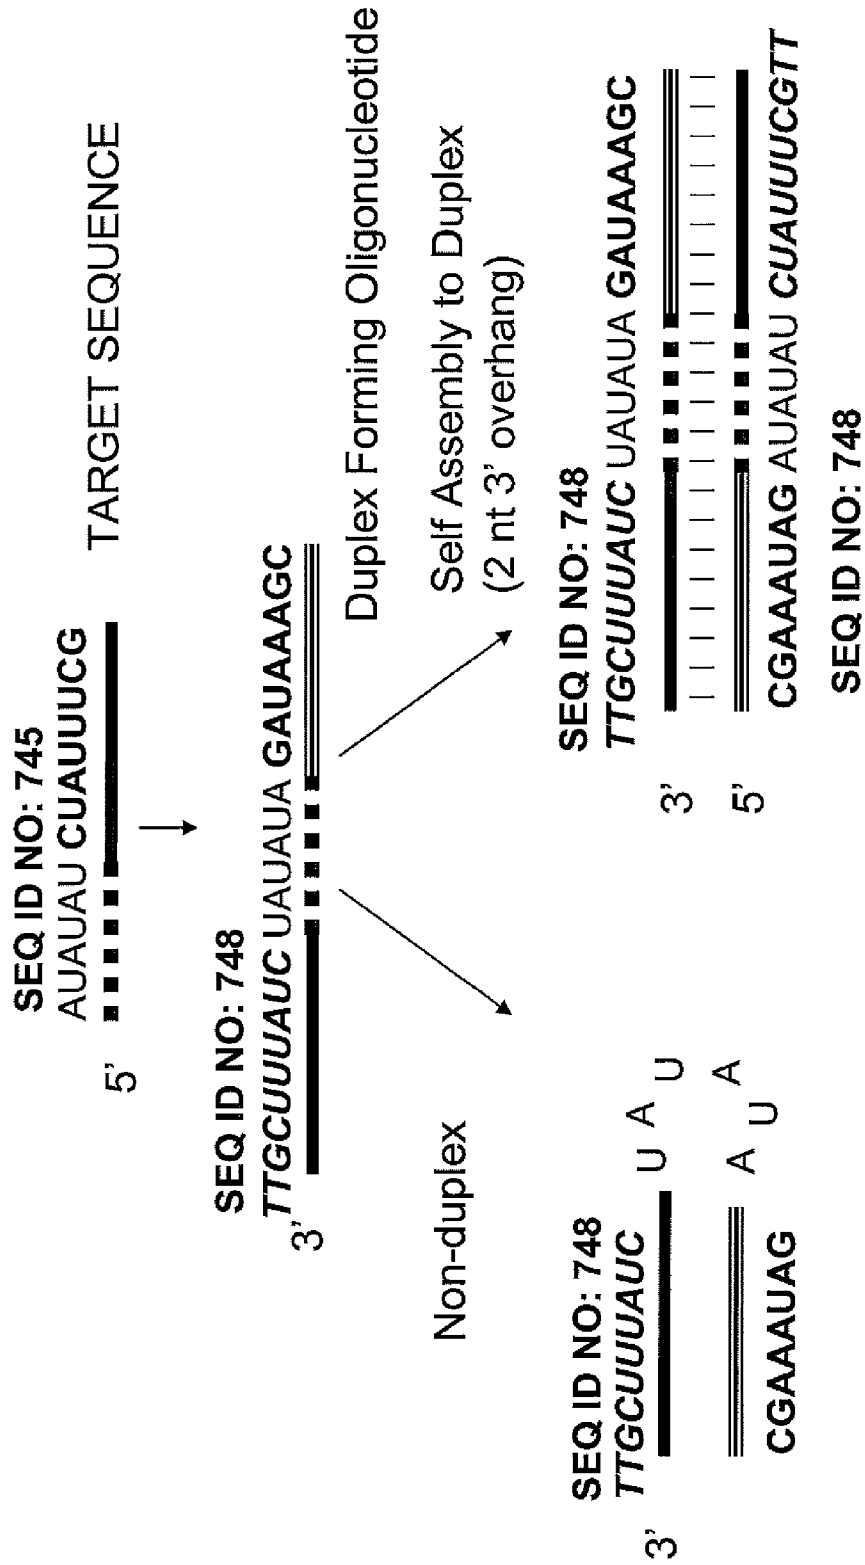 SEQ ID NO: 745
AUAUAU CUAUUUCG
5'
TARGET SEQUENCE
SEQ ID NO: 748
TTGCUUUAUC UAUAUA GAUAAAGC
3'
Duplex Forming Oligonucleotide
Non-duplex
Self Assembly to Duplex
(2 nt 3' overhang)
SEQ ID NO: 748
TTGCUUUAUC
3'
U A U
A U A
CGAAAUAG
SEQ ID NO: 748
TTGCUUUAUC UAUAUA GAUAAAGC
3'
5'
CGAAAUAG AUAUAU CUAUUUCGTT
SEQ ID NO: 748